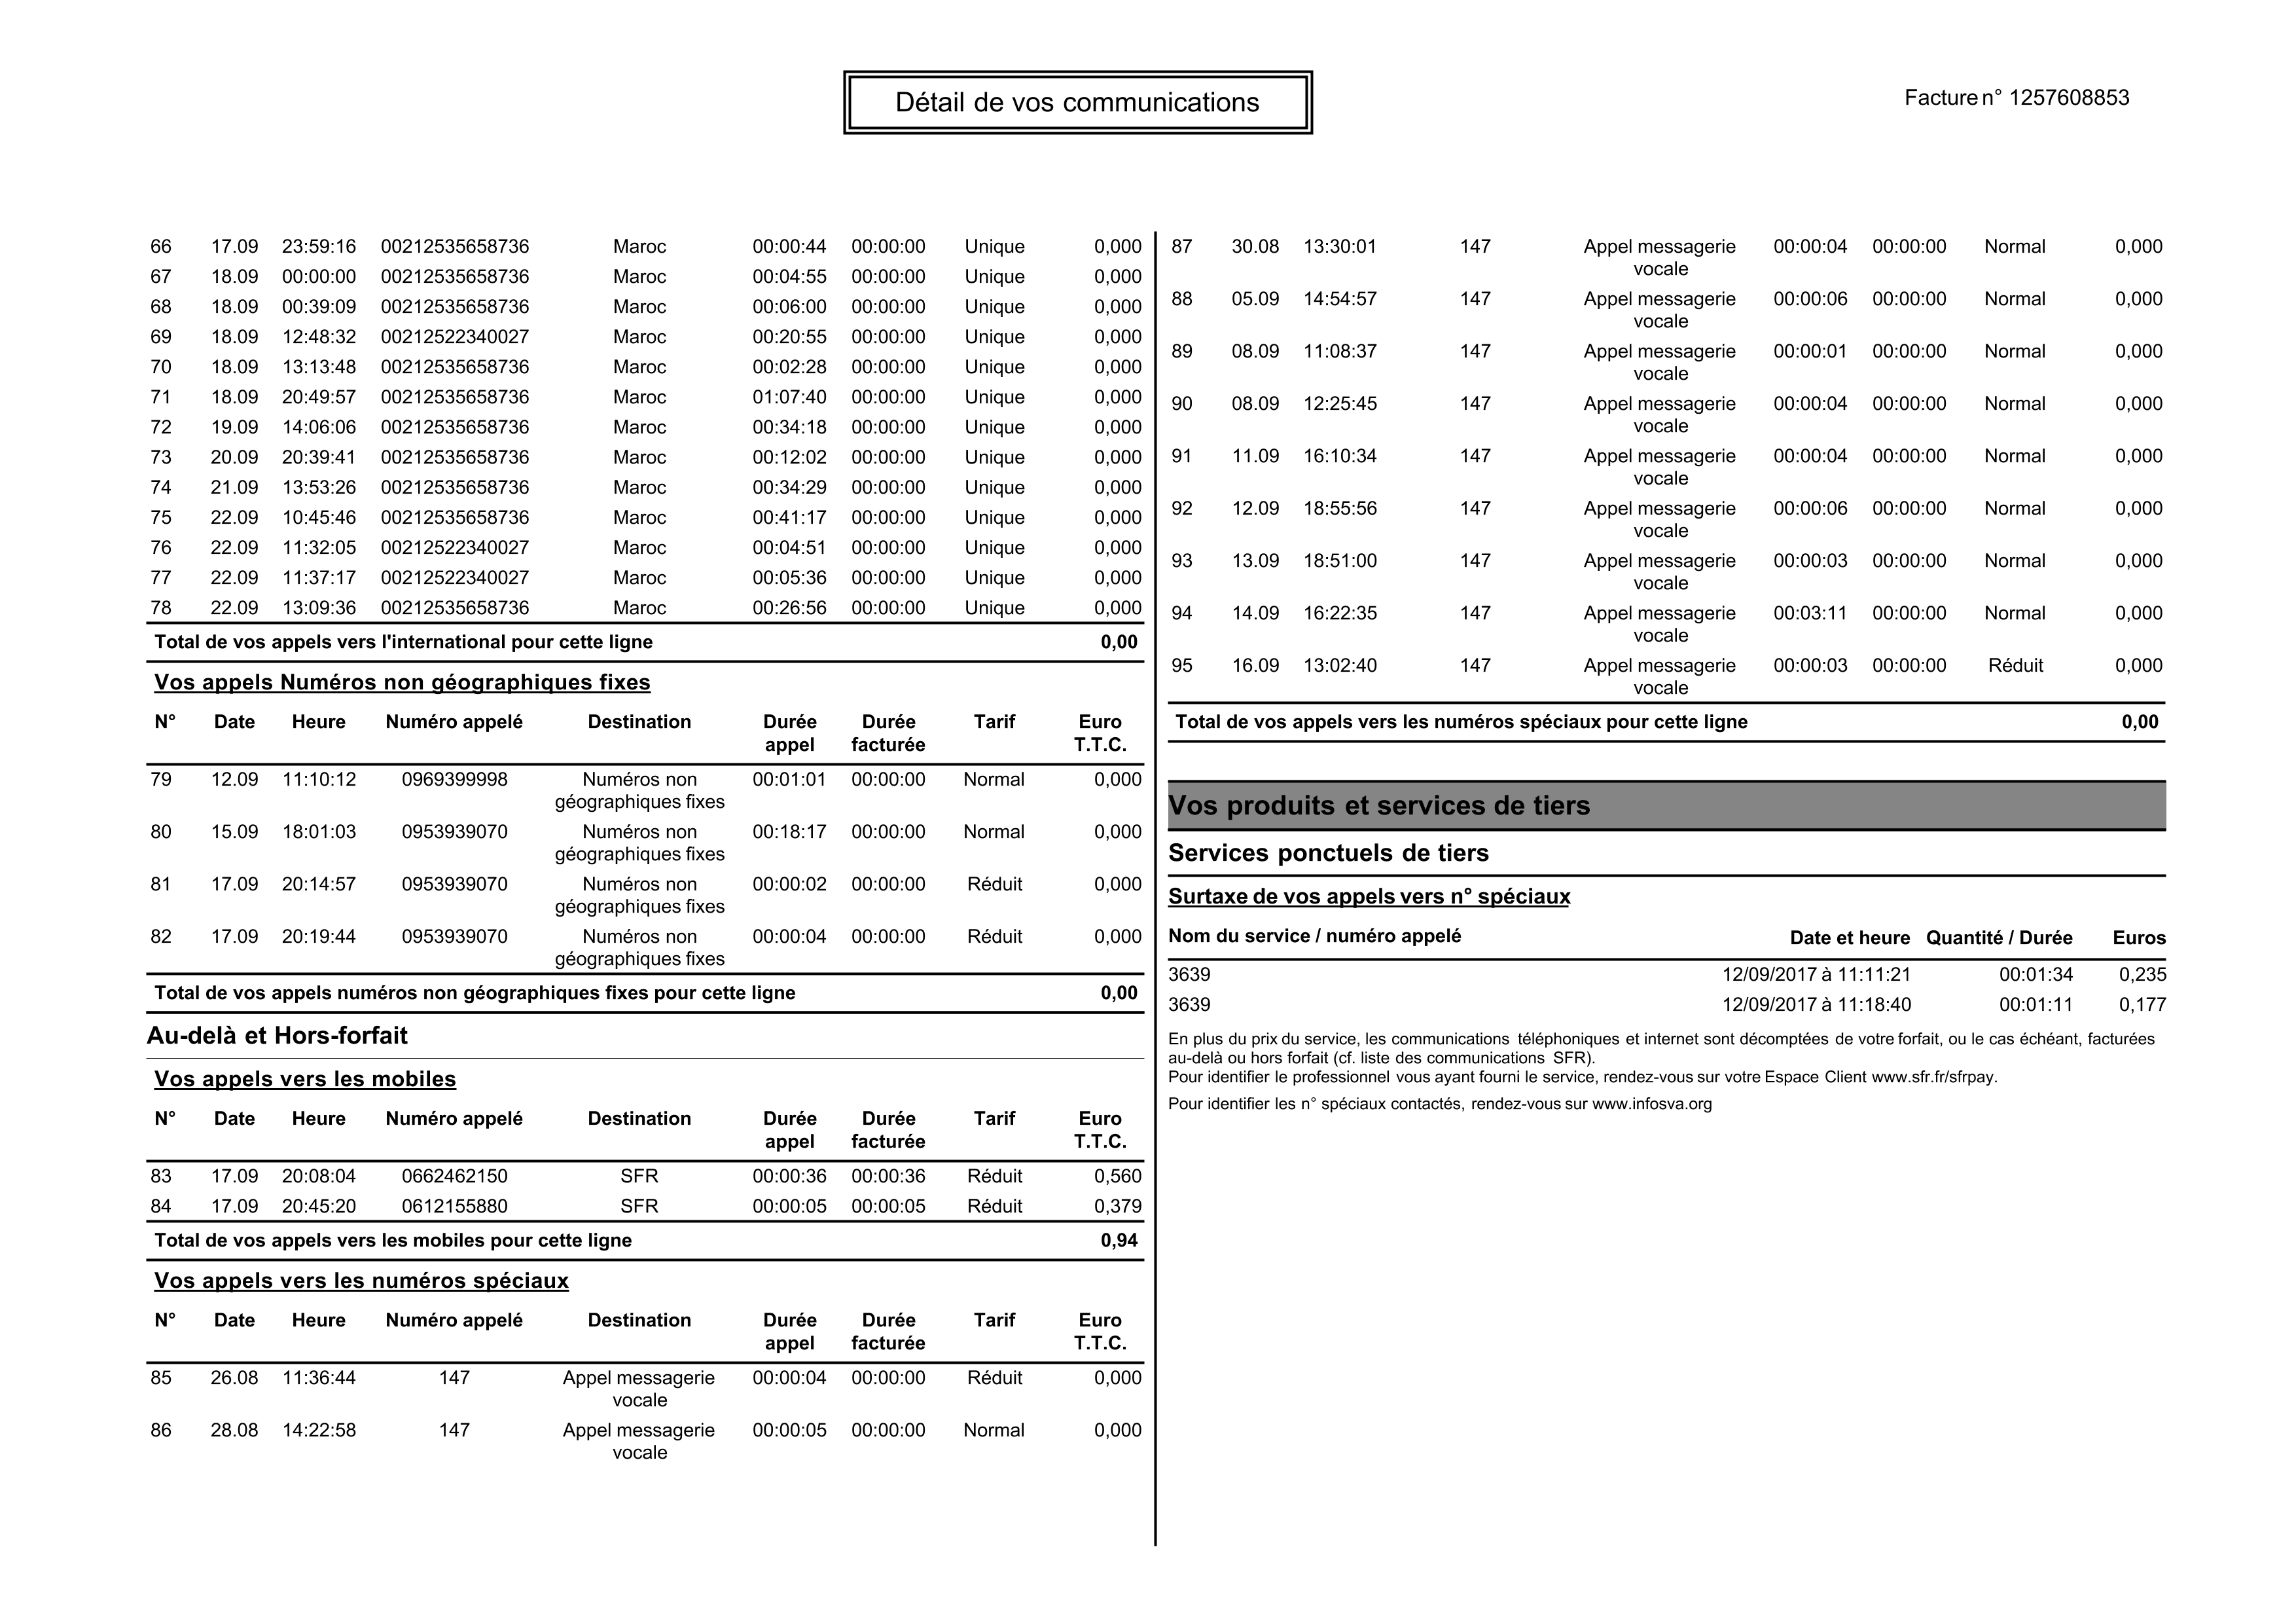 Détail de vos communications
Facture n° 1257608853
66 17.09 23:59:16 00212535658736 Maroc 00:00:44 00:00:00 Unique 0,000
67 18.09 00:00:00 00212535658736 Maroc 00:04:55 00:00:00 Unique 0,000
68 18.09 00:39:09 00212535658736 Maroc 00:06:00 00:00:00 Unique 0,000
69 18.09 12:48:32 00212522340027 Maroc 00:20:55 00:00:00 Unique 0,000
70 18.09 13:13:48 00212535658736 Maroc 00:02:28 00:00:00 Unique 0,000
71 18.09 20:49:57 00212535658736 Maroc 01:07:40 00:00:00 Unique 0,000
72 19.09 14:06:06 00212535658736 Maroc 00:34:18 00:00:00 Unique 0,000
73 20.09 20:39:41 00212535658736 Maroc 00:12:02 00:00:00 Unique 0,000
74 21.09 13:53:26 00212535658736 Maroc 00:34:29 00:00:00 Unique 0,000
75 22.09 10:45:46 00212535658736 Maroc 00:41:17 00:00:00 Unique 0,000
76 22.09 11:32:05 00212522340027 Maroc 00:04:51 00:00:00 Unique 0,000
77 22.09 11:37:17 00212522340027 Maroc 00:05:36 00:00:00 Unique 0,000
78 22.09 13:09:36 00212535658736 Maroc 00:26:56 00:00:00 Unique 0,000
Total de vos appels vers l'international pour cette ligne 0,00
Vos appels Numéros non géographiques fixes
N° Date Heure Numéro appelé Destination Durée Durée Tarif Euro
appel facturée T.T.C.
79 12.09 11:10:12 0969399998 Numéros non 00:01:01 00:00:00 Normal 0,000
géographiques fixes
80 15.09 18:01:03 0953939070 Numéros non 00:18:17 00:00:00 Normal 0,000
géographiques fixes
81 17.09 20:14:57 0953939070 Numéros non 00:00:02 00:00:00 Réduit 0,000
géographiques fixes
82 17.09 20:19:44 0953939070 Numéros non 00:00:04 00:00:00 Réduit 0,000
géographiques fixes
Total de vos appels numéros non géographiques fixes pour cette ligne 0,00
Au-delà et Hors-forfait
Vos appels vers les mobiles
N° Date Heure Numéro appelé Destination Durée Durée Tarif Euro
appel facturée T.T.C.
83 17.09 20:08:04 0662462150 SFR 00:00:36 00:00:36 Réduit 0,560
84 17.09 20:45:20 0612155880 SFR 00:00:05 00:00:05 Réduit 0,379
Total de vos appels vers les mobiles pour cette ligne 0,94
Vos appels vers les numéros spéciaux
N° Date Heure Numéro appelé Destination Durée Durée Tarif Euro
appel facturée T.T.C.
85 26.08 11:36:44 147 Appel messagerie 00:00:04 00:00:00 Réduit 0,000
vocale
86 28.08 14:22:58 147 Appel messagerie 00:00:05 00:00:00 Normal 0,000
vocale
87 30.08 13:30:01 147 Appel messagerie 00:00:04 00:00:00 Normal 0,000
vocale
88 05.09 14:54:57 147 Appel messagerie 00:00:06 00:00:00 Normal 0,000
vocale
89 08.09 11:08:37 147 Appel messagerie 00:00:01 00:00:00 Normal 0,000
vocale
90 08.09 12:25:45 147 Appel messagerie 00:00:04 00:00:00 Normal 0,000
vocale
91 11.09 16:10:34 147 Appel messagerie 00:00:04 00:00:00 Normal 0,000
vocale
92 12.09 18:55:56 147 Appel messagerie 00:00:06 00:00:00 Normal 0,000
vocale
93 13.09 18:51:00 147 Appel messagerie 00:00:03 00:00:00 Normal 0,000
vocale
94 14.09 16:22:35 147 Appel messagerie 00:03:11 00:00:00 Normal 0,000
vocale
95 16.09 13:02:40 147 Appel messagerie 00:00:03 00:00:00 Réduit 0,000
vocale
Total de vos appels vers les numéros spéciaux pour cette ligne 0,00
Vos produits et services de tiers
Services ponctuels de tiers
Surtaxe de vos appels vers n° spéciaux
Nom du service / numéro appelé Date et heure Quantité / Durée Euros
3639 12/09/2017 à 11:11:21 00:01:34 0,235
3639 12/09/2017 à 11:18:40 00:01:11 0,177
En plus du prix du service, les communications téléphoniques et internet sont décomptées de votre forfait, ou le cas échéant, facturées
au-delà ou hors forfait (cf. liste des communications SFR).
Pour identifier le professionnel vous ayant fourni le service, rendez-vous sur votre Espace Client www.sfr.fr/sfrpay.
Pour identifier les n° spéciaux contactés, rendez-vous sur www.infosva.org